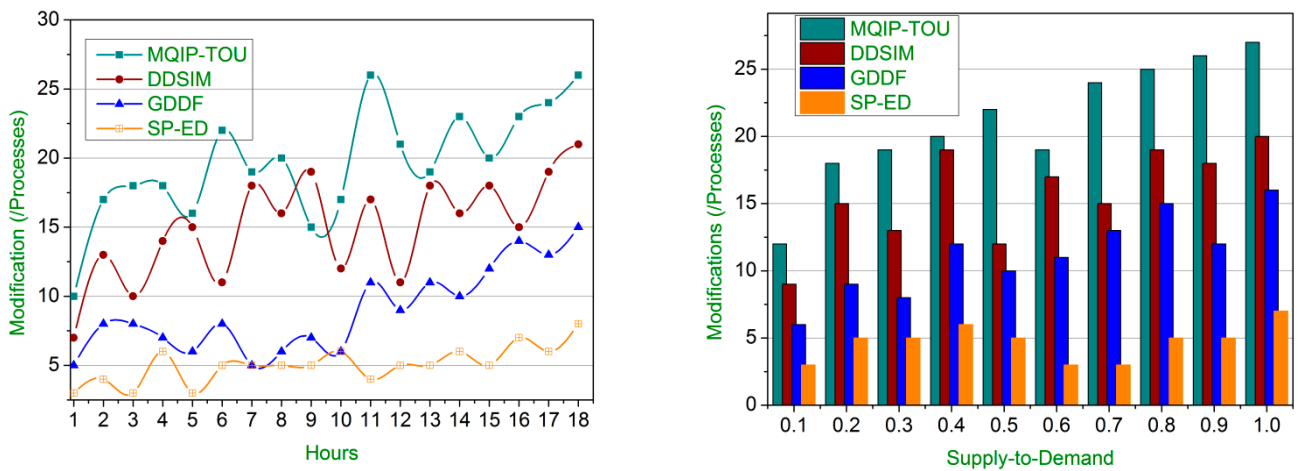 30
25
20
15
10
5
Modification (/Processes)
MQIP-TOU
DDSIM
GDDF
SP-ED
1 2 3 4 5 6 7 8 9 10 11 12 13 14 15 16 17 18
Hours
25
20
15
10
5
0
Modifications (/Processes)
MQIP-TOU
DDSIM
GDDF
SP-ED
0.1 0.2 0.3 0.4 0.5 0.6 0.7 0.8 0.9 1.0
Supply-to-Demand